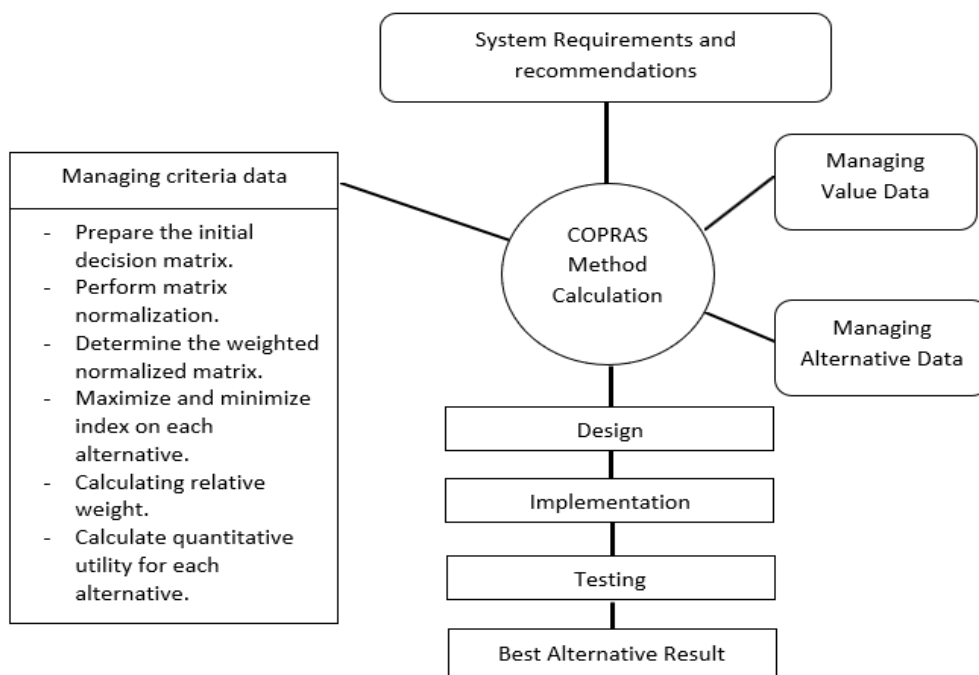 System Requirements and
recommendations
Managing criteria data
- Prepare the initial
decision matrix.
- Perform matrix
normalization.
- Determine the weighted
normalized matrix.
- Maximize and minimize
index on each
alternative.
- Calculating relative
weight.
- Calculate quantitative
utility for each
alternative.
COPRAS
Method
Calculation
Managing
Value Data
Managing
Alternative Data
Design
Implementation
Testing
Best Alternative Result